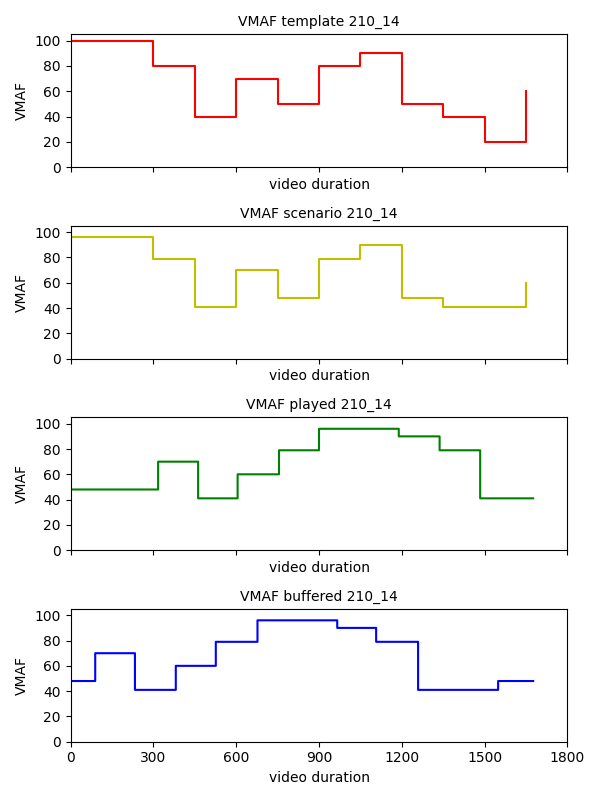 VMAF template 210_14
100
80
60
40
20
0
VMAF
video duration
VMAF scenario 210_14
100
80
60
40
20
0
VMAF
video duration
VMAF played 210_14
100
80
60
40
20
0
VMAF
video duration
VMAF buffered 210_14
100
80
60
40
20
0
VMAF
0 300 600 900 1200 1500 1800
video duration